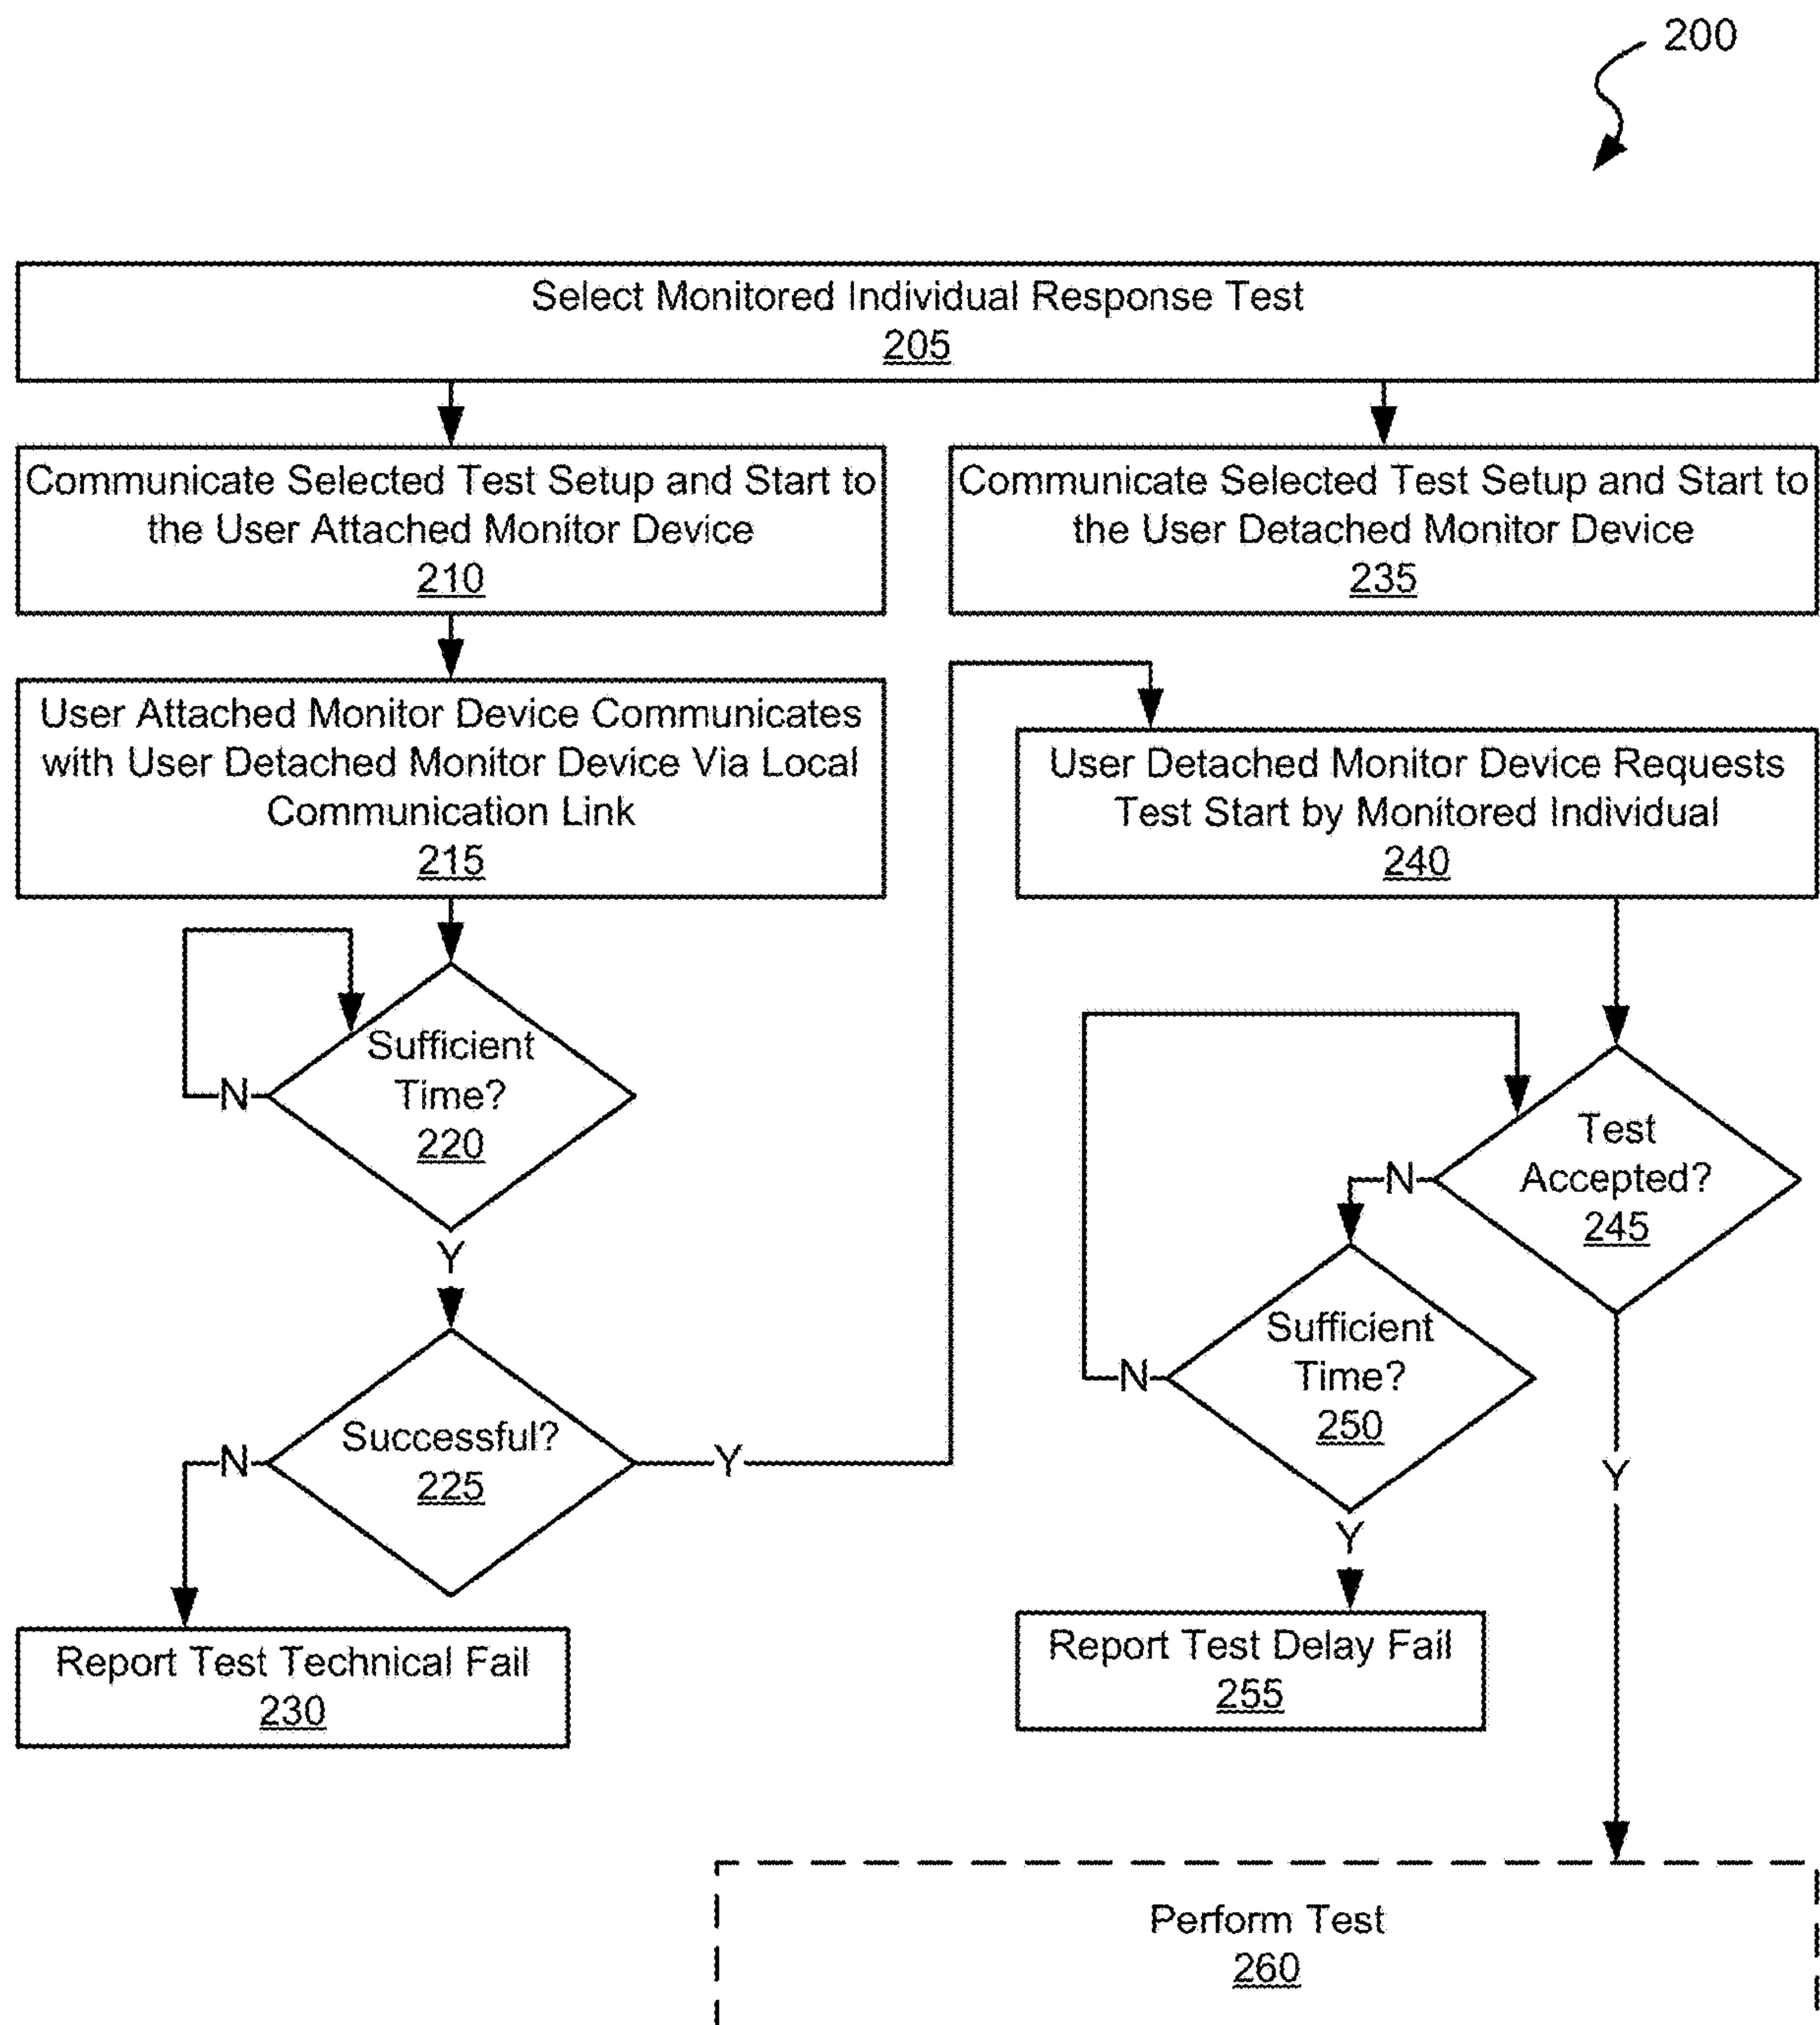 200
Select Monitored Individual Response Test
205
Communicate Selected Test Setup and Start to
the User Attached Monitor Device
210
Communicate Selected Test Setup and Start to
the User Detached Monitor Device
235
User Attached Monitor Device Communicates
with User Detached Monitor Device Via Local
Communication Link
215
User Detached Monitor Device Requests
Test Start by Monitored Individual
240
Sufficient
Time?
220
N
Y
Test
Accepted?
245
N
Y
Sufficient
Time?
250
N
Y
Successful?
225
N
Y
Report Test Technical Fail
230
Report Test Delay Fail
255
Perform Test
260